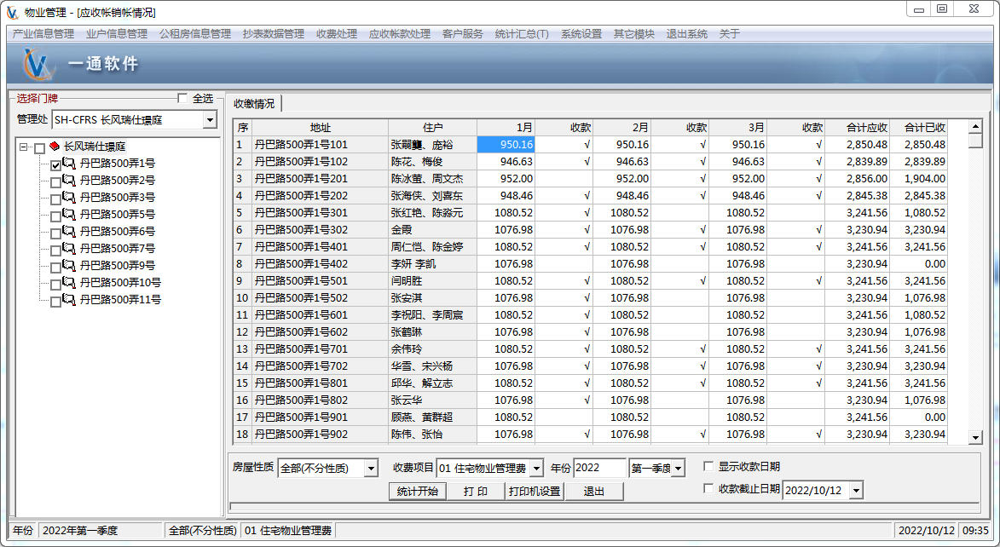 物业管理 - [应收帐销帐情况]
产业信息管理 业户信息管理 公租房信息管理 抄表数据管理 收费处理 应收帐款处理 客户服务 统计汇总(T) 系统设置 其它模块 退出系统 关于
一通软件
选择门牌 全选
管理处 SH-CFRS 长风瑞仕璟庭
长风瑞仕璟庭
丹巴路500弄1号
丹巴路500弄2号
丹巴路500弄3号
丹巴路500弄5号
丹巴路500弄6号
丹巴路500弄7号
丹巴路500弄9号
丹巴路500弄10号
丹巴路500弄11号
收缴情况
序 地址 住户 1月 收款 2月 收款 3月 收款 合计应收 合计已收
1 丹巴路500弄1号101 张嗣龑、庞裕 950.16 √ 950.16 √ 950.16 √ 2,850.48 2,850.48
2 丹巴路500弄1号102 陈花、梅俊 946.63 √ 946.63 √ 946.63 √ 2,839.89 2,839.89
3 丹巴路500弄1号201 陈冰萤、周文杰 952.00 952.00 √ 952.00 √ 2,856.00 1,904.00
4 丹巴路500弄1号202 张海侠、刘喜东 948.46 √ 948.46 √ 948.46 √ 2,845.38 2,845.38
5 丹巴路500弄1号301 张红艳、陈淼元 1080.52 √ 1080.52 1080.52 3,241.56 1,080.52
6 丹巴路500弄1号302 金霞 1076.98 √ 1076.98 √ 1076.98 √ 3,230.94 3,230.94
7 丹巴路500弄1号401 周仁恺、陈金婷 1080.52 √ 1080.52 √ 1080.52 √ 3,241.56 3,241.56
8 丹巴路500弄1号402 李妍 李凯 1076.98 1076.98 1076.98 3,230.94 0.00
9 丹巴路500弄1号501 闫明胜 1080.52 √ 1080.52 √ 1080.52 √ 3,241.56 3,241.56
10 丹巴路500弄1号502 张安淇 1076.98 √ 1076.98 1076.98 3,230.94 1,076.98
11 丹巴路500弄1号601 李祝阳、李周宸 1080.52 √ 1080.52 1080.52 3,241.56 1,080.52
12 丹巴路500弄1号602 张鹤琳 1076.98 √ 1076.98 1076.98 3,230.94 1,076.98
13 丹巴路500弄1号701 余伟玲 1080.52 √ 1080.52 √ 1080.52 √ 3,241.56 3,241.56
14 丹巴路500弄1号702 华雪、宋兴杨 1076.98 √ 1076.98 √ 1076.98 √ 3,230.94 3,230.94
15 丹巴路500弄1号801 邱华、解立志 1080.52 √ 1080.52 √ 1080.52 √ 3,241.56 3,241.56
16 丹巴路500弄1号802 张云华 1076.98 √ 1076.98 1076.98 3,230.94 1,076.98
17 丹巴路500弄1号901 顾燕、黄群超 1080.52 1080.52 1080.52 3,241.56 0.00
18 丹巴路500弄1号902 陈伟、张怡 1076.98 √ 1076.98 √ 1076.98 √ 3,230.94 3,230.94
房屋性质 全部(不分性质) 收费项目 01 住宅物业管理费 年份 2022 第一季度 显示收款日期
统计开始 打 印 打印机设置 退出 收款截止日期 2022/10/12
年份 2022年第一季度 全部(不分性质) 01 住宅物业管理费 2022/10/12 09:35